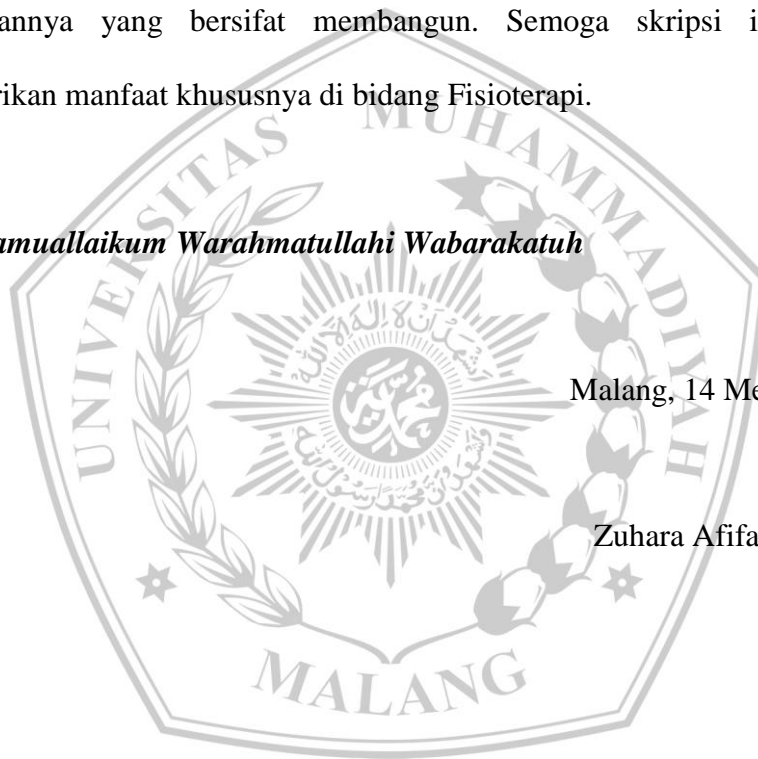 annya yang bersifat membangun. Semoga skripsi i
rikan manfaat khususnya di bidang Fisioterapi.
amuallaikum Warahmatullahi Wabarakatuh
Malang, 14 Me
Zuhara Afifa
UNIVERSITAS MUHAMMADIYAH
MALANG